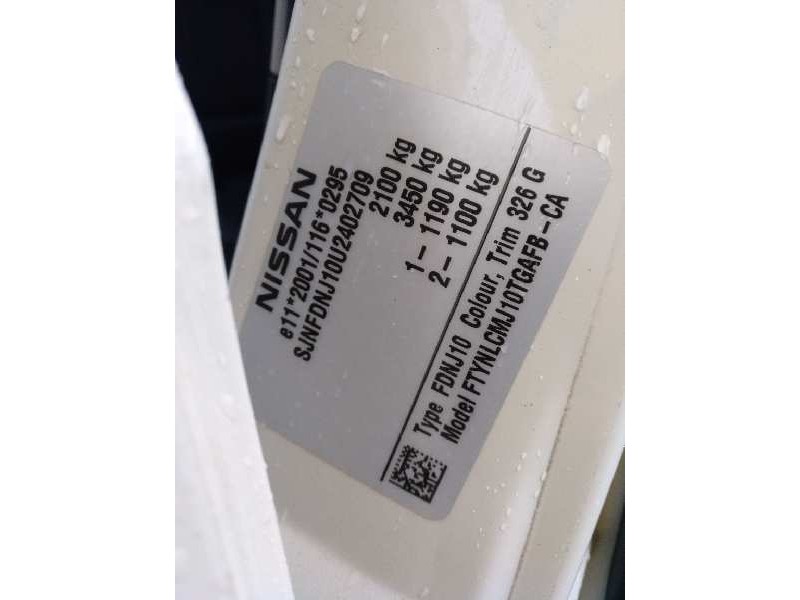 NISSAN
e11*2001/116*0295
SJNFDNJ10U2402709
2100 kg
3450 kg
1- 1190 kg
2- 1100 kg
Type FDNJ10 Colour, Trim 326 G
Model FTYNLCMJ10TGAFB-CA